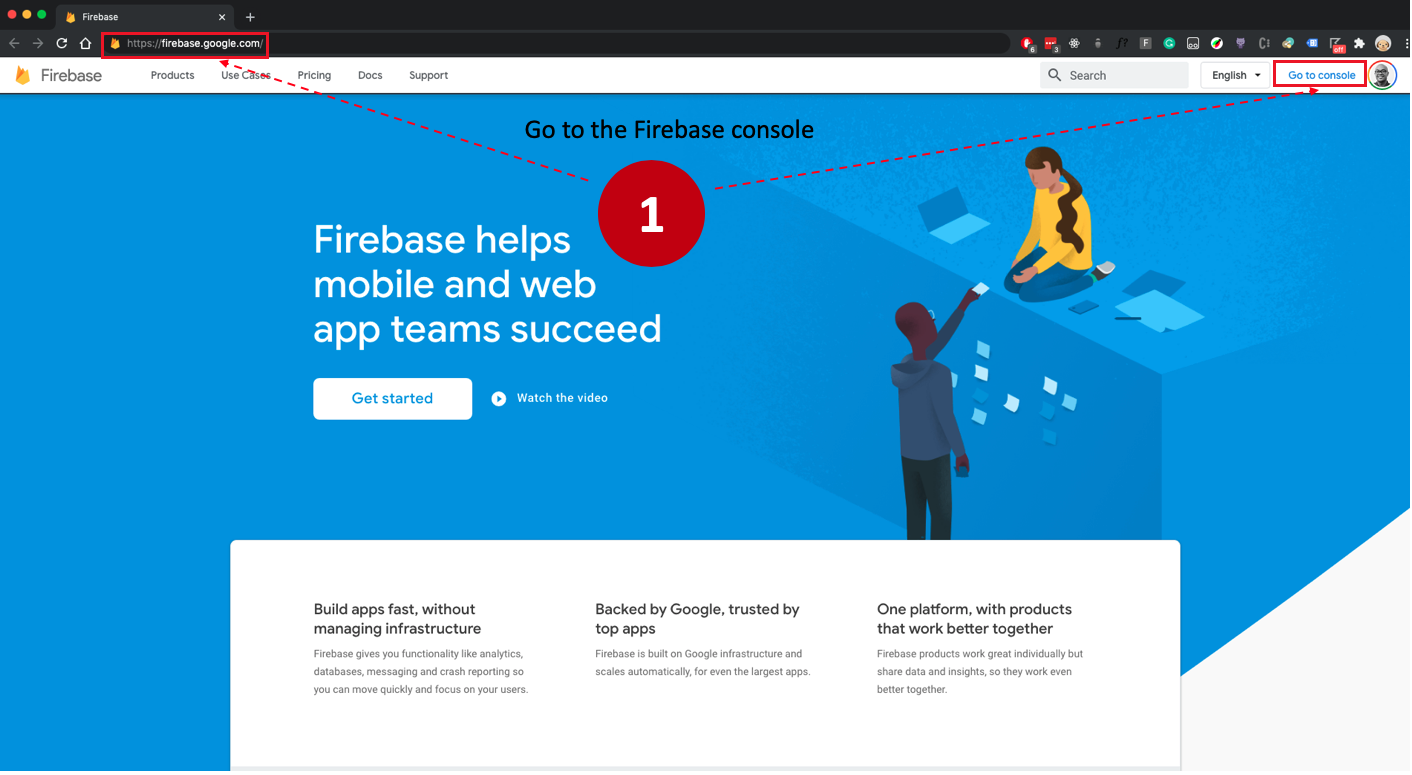 Firebase
https://firebase.google.com/
6
3
f?
F
C
off
Firebase
Products
Use Cases
Pricing
Docs
Support
Search
English
Go to console
Go to the Firebase console
1
Firebase helps
mobile and web
app teams succeed
Get started
Watch the video
Build apps fast, without
managing infrastructure
Firebase gives you functionality like analytics,
databases, messaging and crash reporting so
you can move quickly and focus on your users.
Backed by Google, trusted by
top apps
Firebase is built on Google infrastructure and
scales automatically, for even the largest apps.
One platform, with products
that work better together
Firebase products work great individually but
share data and insights, so they work even
better together.